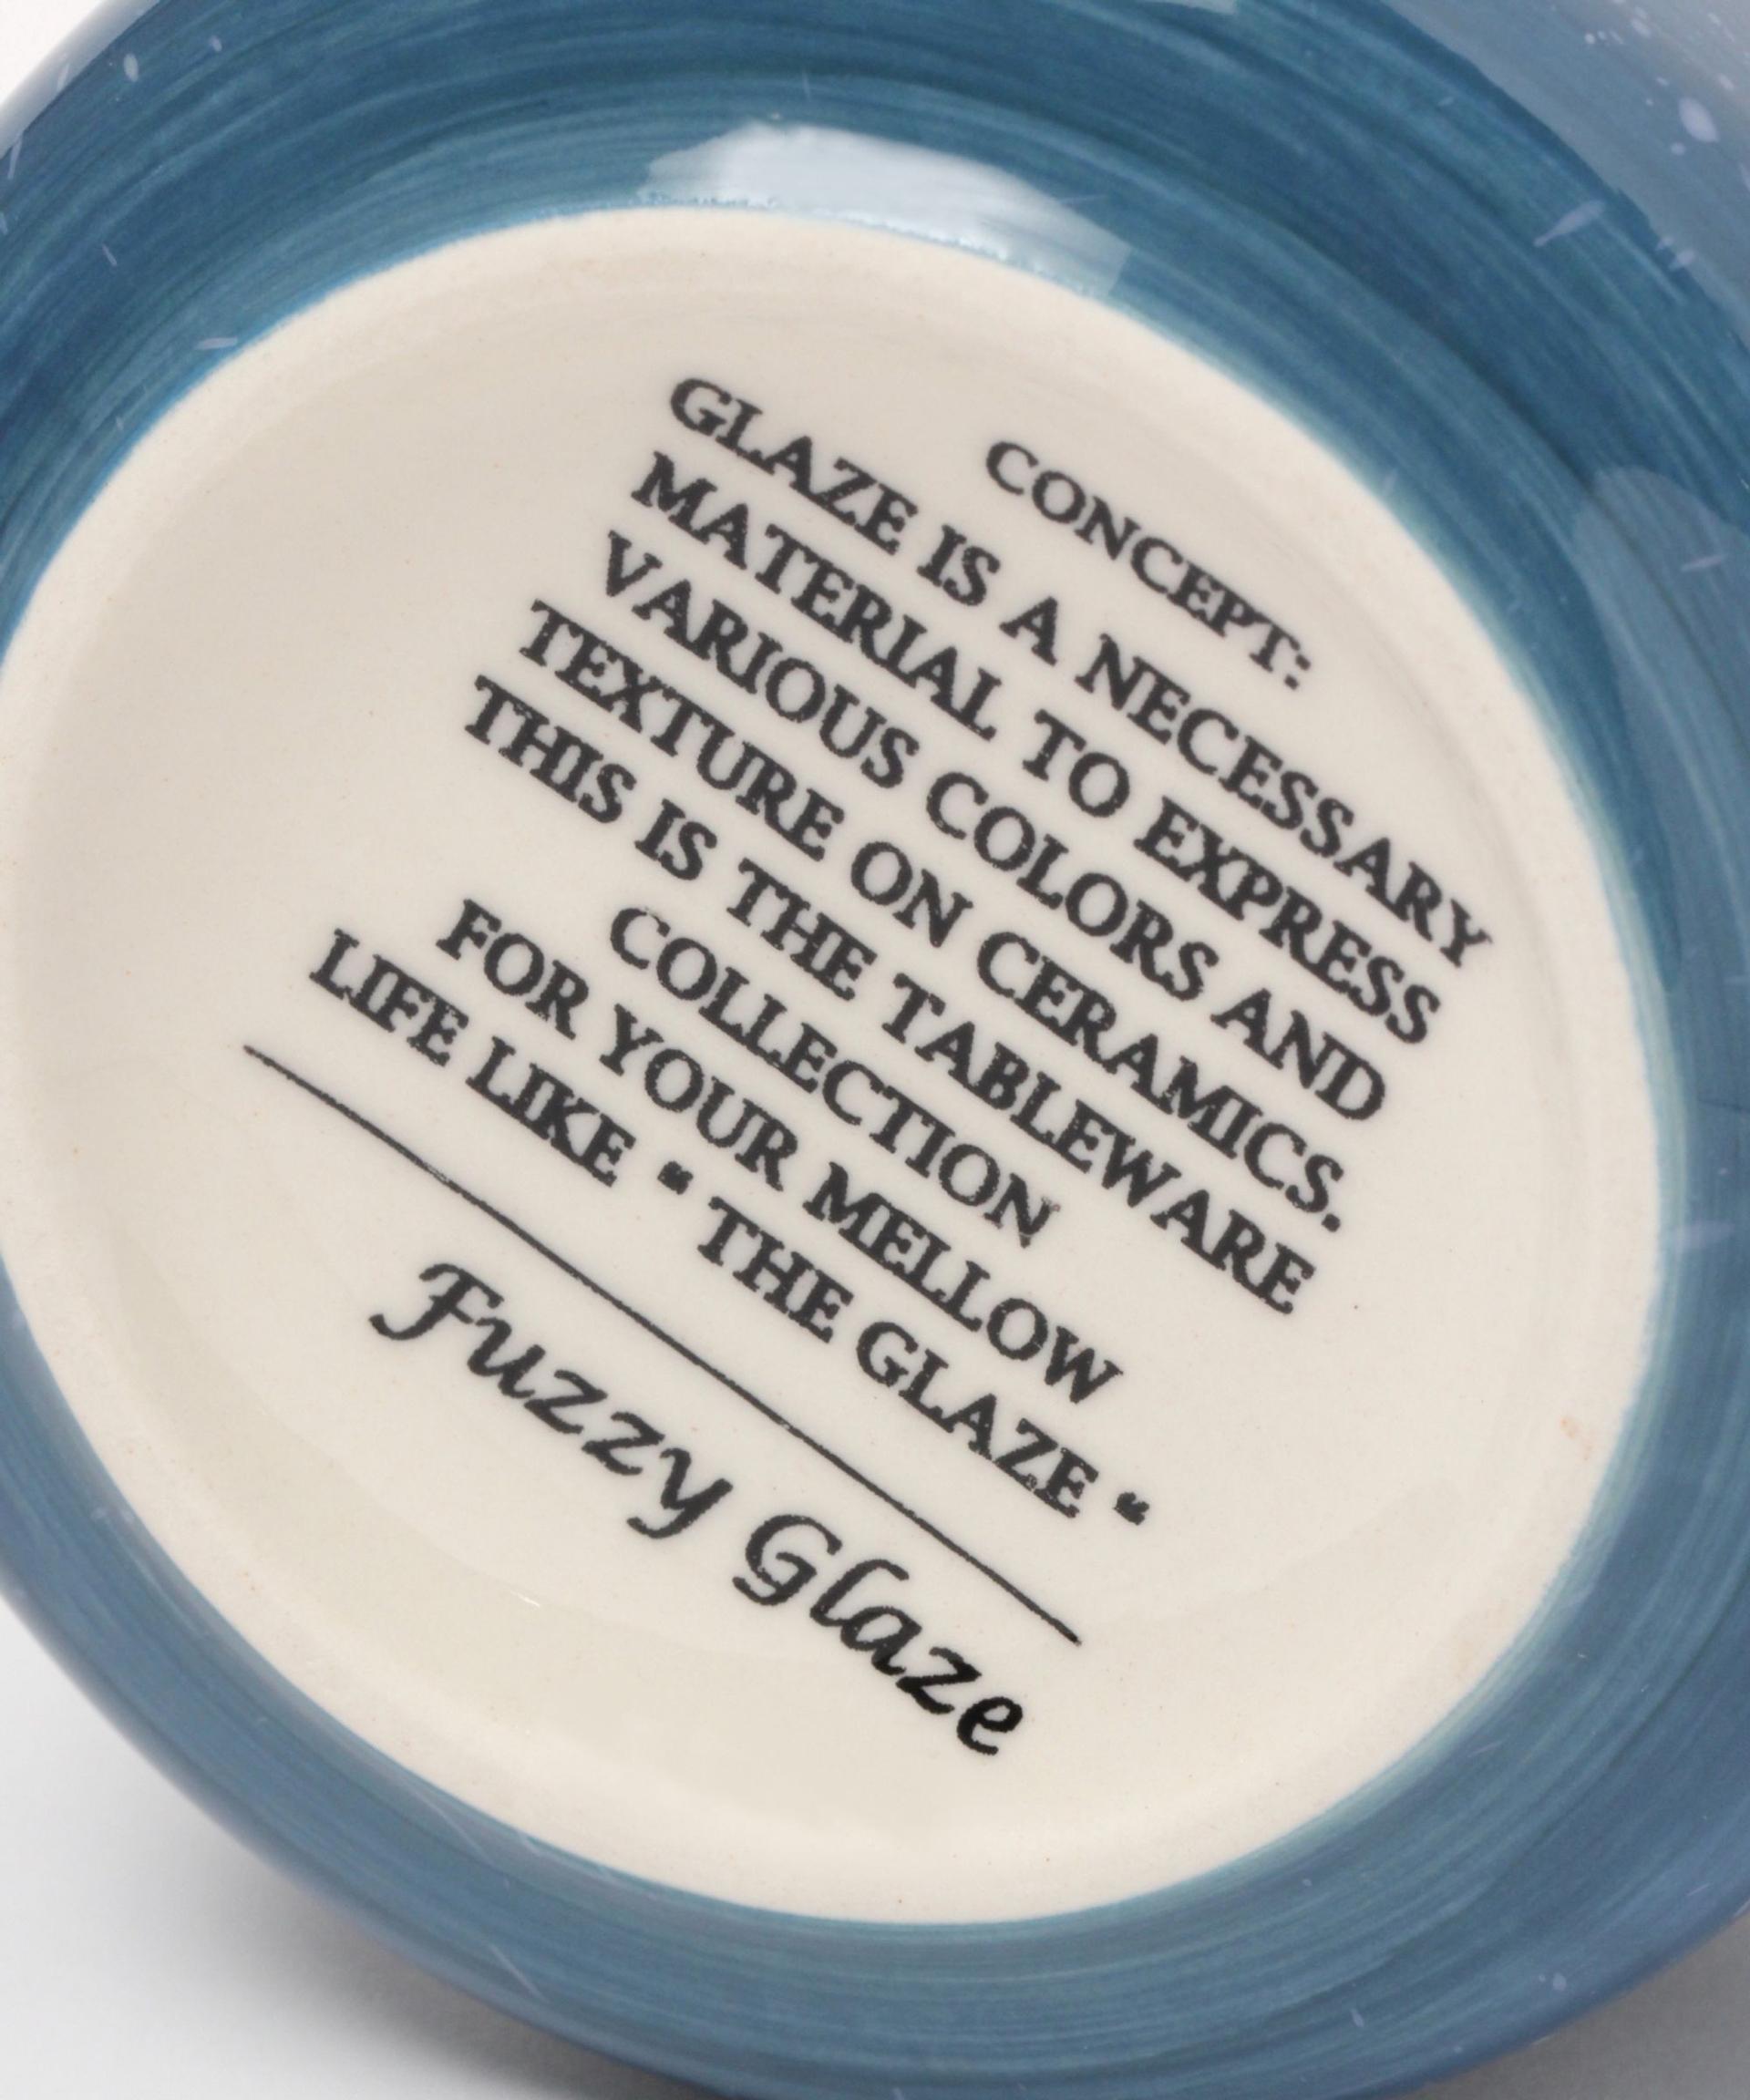 CONCEPT:
GLAZE IS A NECESSARY
MATERIAL TO EXPRESS
VARIOUS COLORS AND
TEXTURE ON CERAMICS.
THIS IS THE TABLEWARE
COLLECTION
FOR YOUR MELLOW
LIFE LIKE “ THE GLAZE “
Fuzzy Glaze